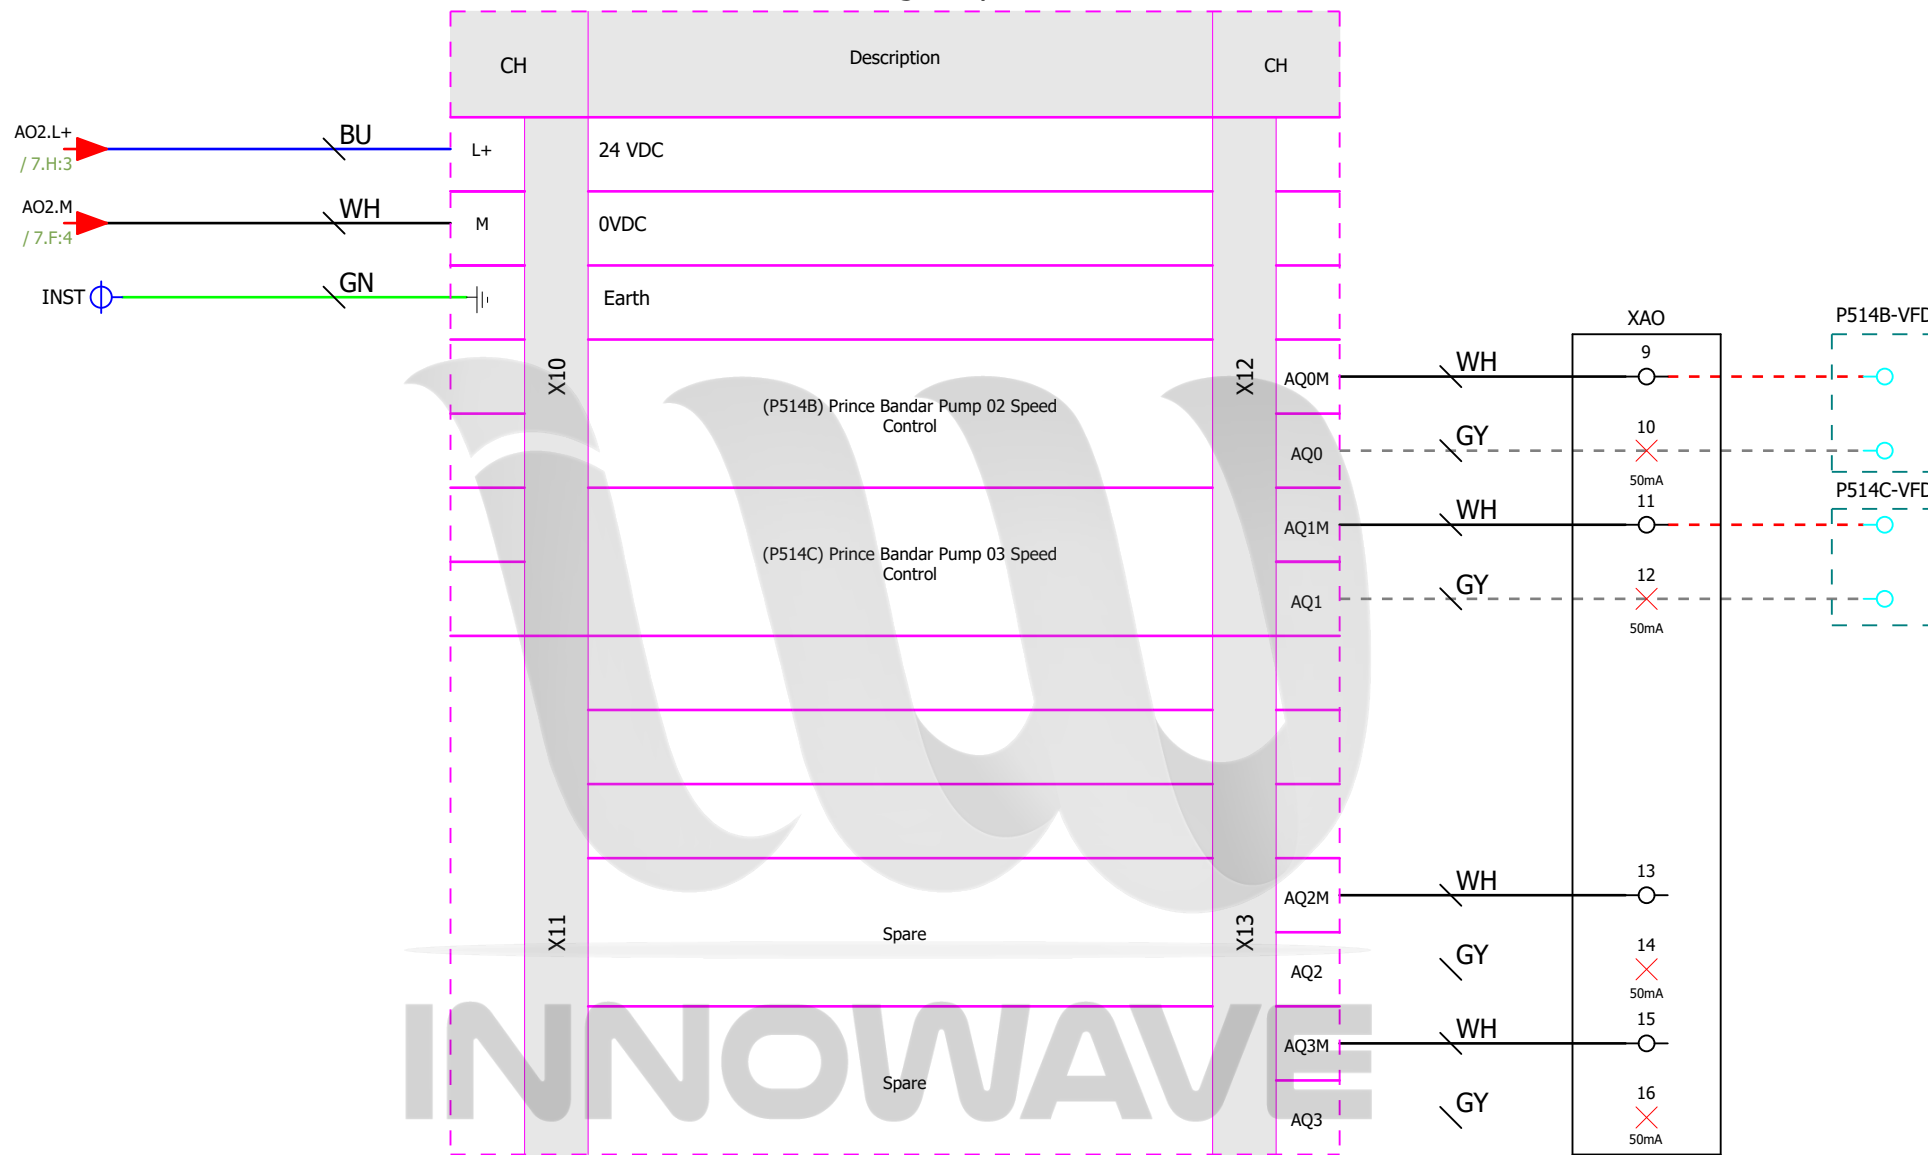 CH
Description
CH
AO2.L+
/ 7.H:3
BU
L+
24 VDC
AO2.M
/ 7.F:4
WH
M
0VDC
INST
GN
Earth
X10
X12
(P514B) Prince Bandar Pump 02 Speed
Control
AQ0M
WH
XAO
9
P514B-VFD
AQ0
GY
10
50mA
(P514C) Prince Bandar Pump 03 Speed
Control
AQ1M
WH
11
P514C-VFD
AQ1
GY
12
50mA
X11
X13
Spare
AQ2M
WH
13
AQ2
GY
14
50mA
Spare
AQ3M
WH
15
AQ3
GY
16
50mA
INNOWAVE